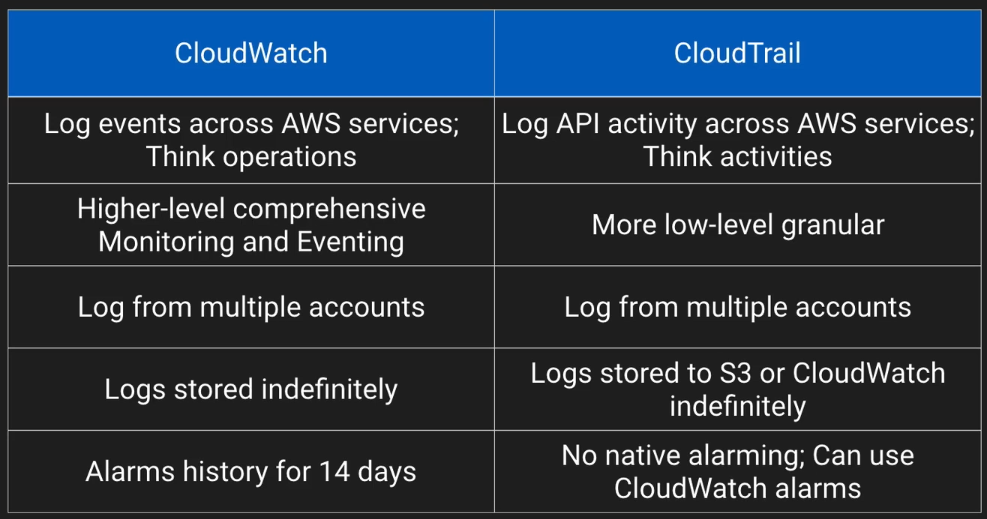 CloudWatch
CloudTrail
Log events across AWS services;
Think operations
Log API activity across AWS services;
Think activities
Higher-level comprehensive
Monitoring and Eventing
More low-level granular
Log from multiple accounts
Log from multiple accounts
Logs stored indefinitely
Logs stored to S3 or CloudWatch
indefinitely
Alarms history for 14 days
No native alarming; Can use
CloudWatch alarms